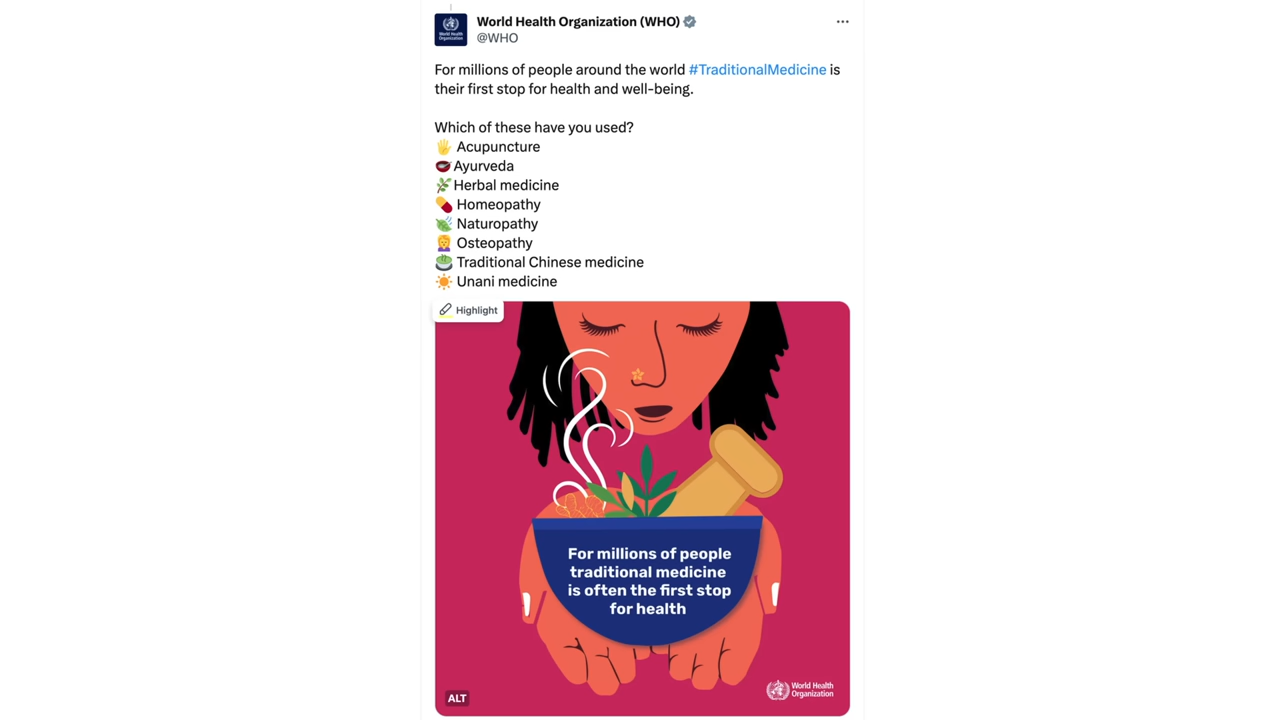 World Health Organization (WHO)
@WHO
For millions of people around the world #TraditionalMedicine is
their first stop for health and well-being.
Which of these have you used?
🖐 Acupuncture
Ayurveda
🌿Herbal medicine
💊 Homeopathy
🍃 Naturopathy
💆 Osteopathy
🍵 Traditional Chinese medicine
☀️ Unani medicine
Highlight
For millions of people
traditional medicine
is often the first stop
for health
ALT
World Health
Organization
World Health
Organization